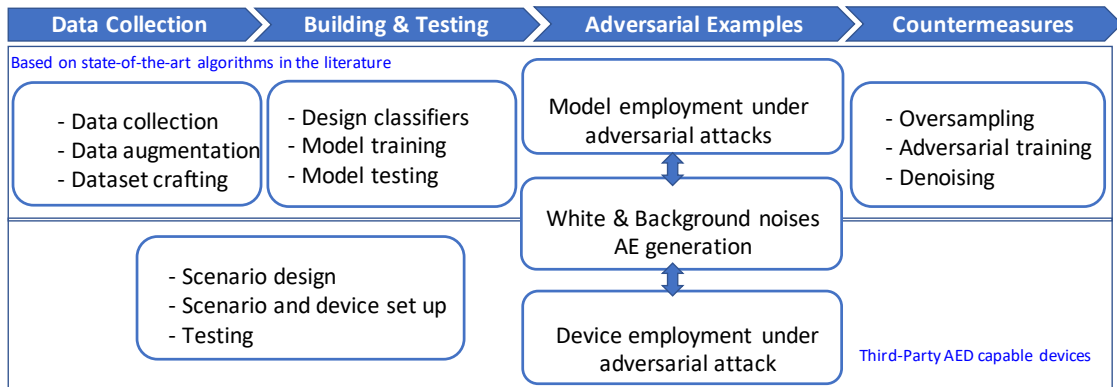 Data Collection
Building & Testing
Adversarial Examples
Countermeasures
Based on state-of-the-art algorithms in the literature
- Data collection
- Data augmentation
- Dataset crafting
- Design classifiers
- Model training
- Model testing
Model employment under
adversarial attacks
- Oversampling
- Adversarial training
- Denoising
White & Background noises
AE generation
- Scenario design
- Scenario and device set up
- Testing
Device employment under
adversarial attack
Third-Party AED capable devices